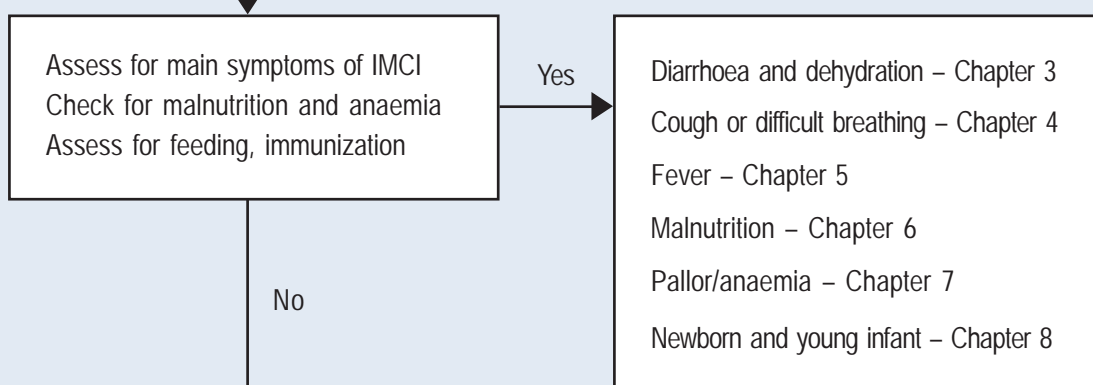 Assess for main symptoms of IMCI
Check for malnutrition and anaemia
Assess for feeding, immunization
Yes
Diarrhoea and dehydration – Chapter 3
Cough or difficult breathing – Chapter 4
Fever – Chapter 5
Malnutrition – Chapter 6
Pallor/anaemia – Chapter 7
Newborn and young infant – Chapter 8
No